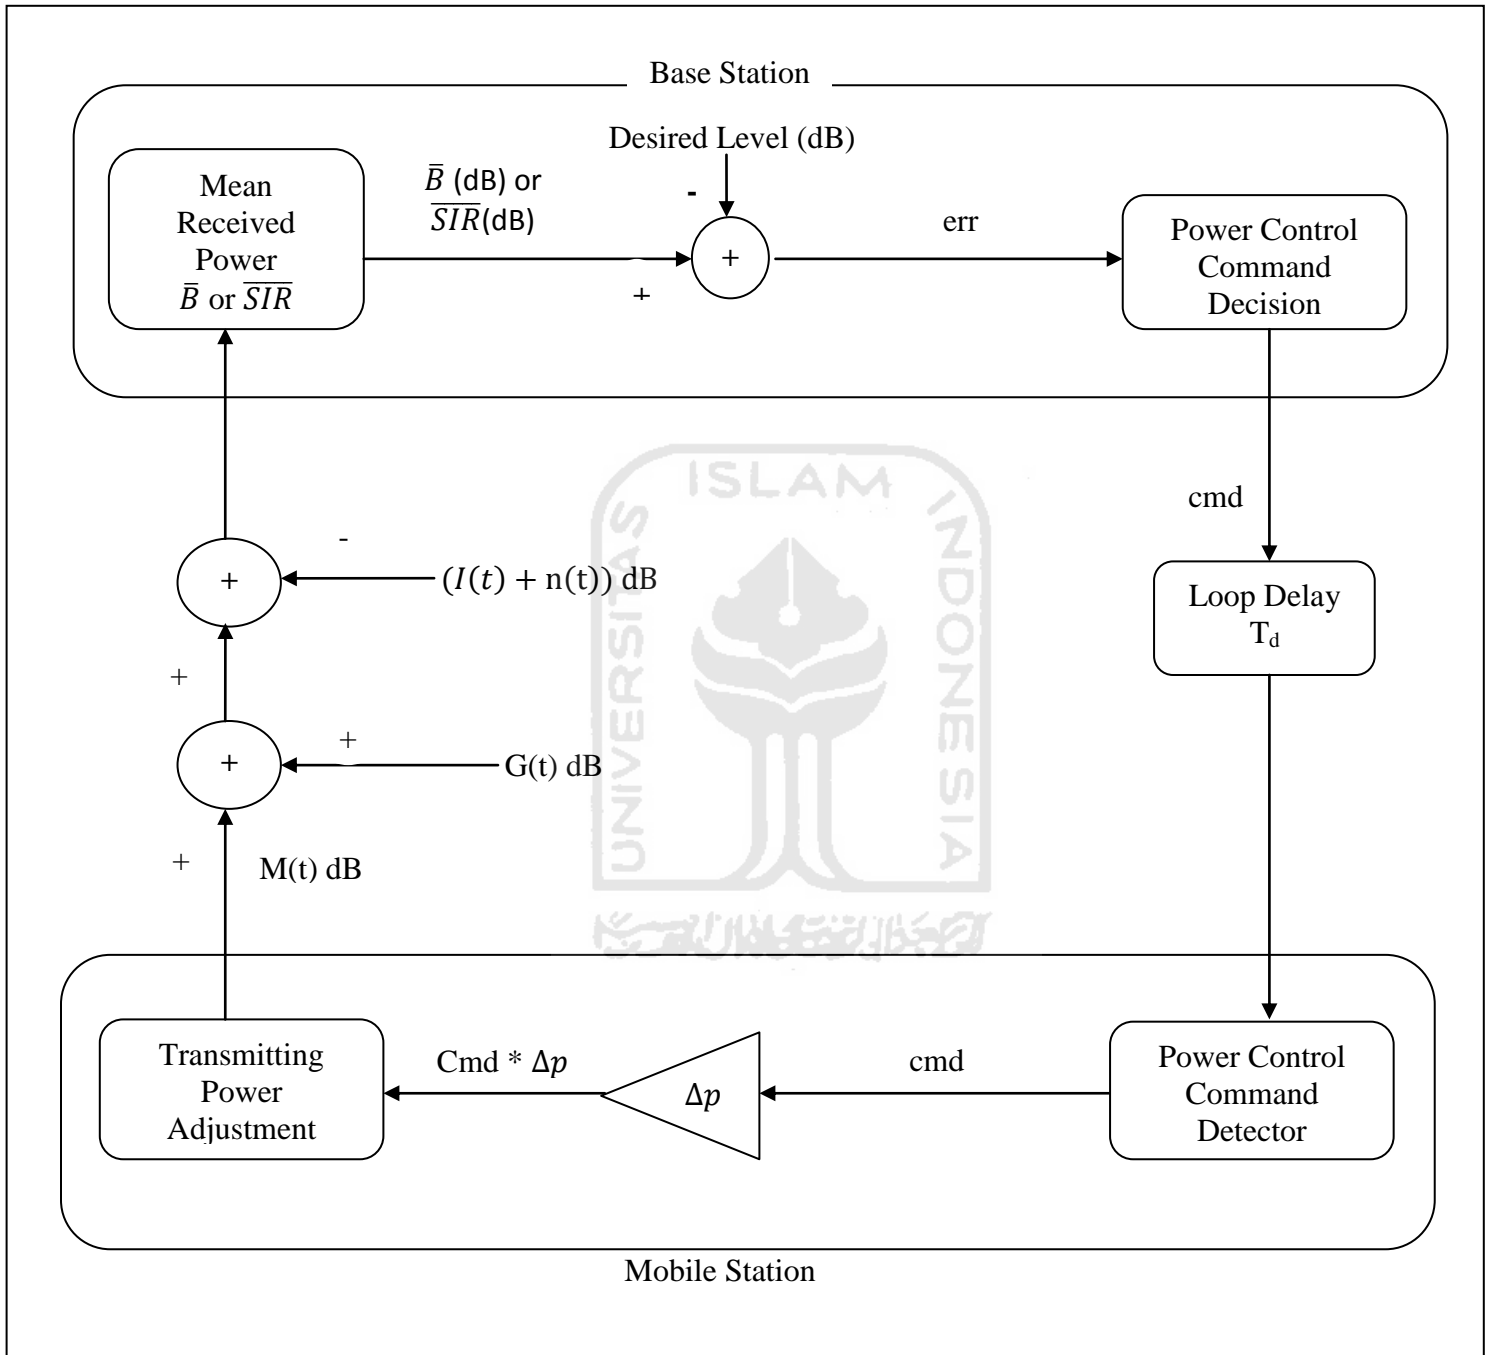 Base Station
Desired Level (dB)
Mean
Received
Power
B̅ or S̅I̅R̅
B̅ (dB) or
S̅I̅R̅(dB)
-
+
+
err
Power Control
Command
Decision
cmd
Loop Delay
T_d
-
+
(I(t) + n(t)) dB
+
+
+
G(t) dB
+
M(t) dB
UNIVERSITAS
ISLAM
INDONESIA
Transmitting
Power
Adjustment
Cmd * Δp
Δp
cmd
Power Control
Command
Detector
Mobile Station